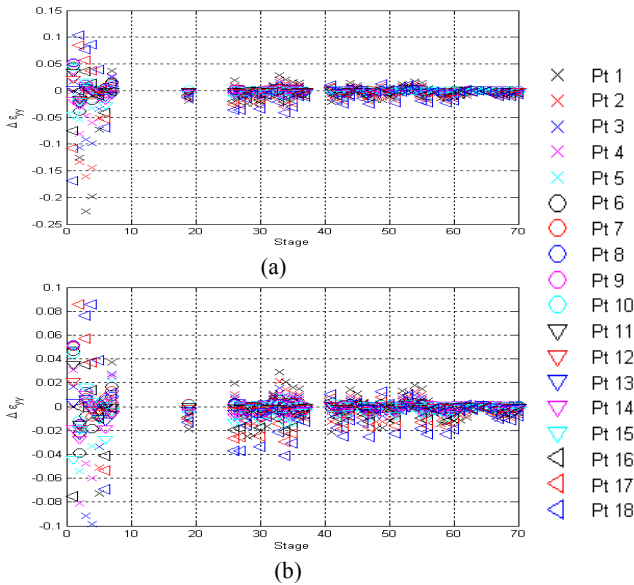 0.15
0.1
0.05
0
-0.05
-0.1
-0.15
-0.2
-0.25
Δ εyy
0 10 20 30 40 50 60 70
Stage
(a)
0.1
0.08
0.06
0.04
0.02
0
-0.02
-0.04
-0.06
-0.08
-0.1
Δ εyy
0 10 20 30 40 50 60 70
Stage
(b)
Pt 1
Pt 2
Pt 3
Pt 4
Pt 5
Pt 6
Pt 7
Pt 8
Pt 9
Pt 10
Pt 11
Pt 12
Pt 13
Pt 14
Pt 15
Pt 16
Pt 17
Pt 18